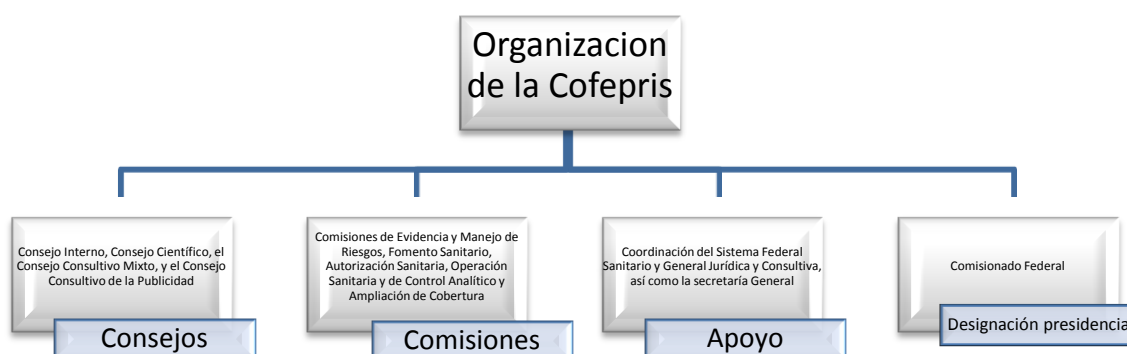 Organizacion
de la Cofepris
Consejo Interno, Consejo Científico, el
Consejo Consultivo Mixto, y el Consejo
Consultivo de la Publicidad
Consejos
Comisiones de Evidencia y Manejo de
Riesgos, Fomento Sanitario,
Autorización Sanitaria, Operación
Sanitaria y de Control Analítico y
Ampliación de Cobertura
Comisiones
Coordinación del Sistema Federal
Sanitario y General Jurídica y Consultiva,
así como la secretaría General
Apoyo
Comisionado Federal
Designación presidencia